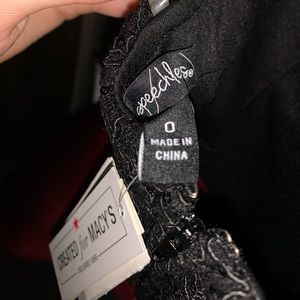 speechless
0
MADE IN
CHINA
CREATED for MACY'S